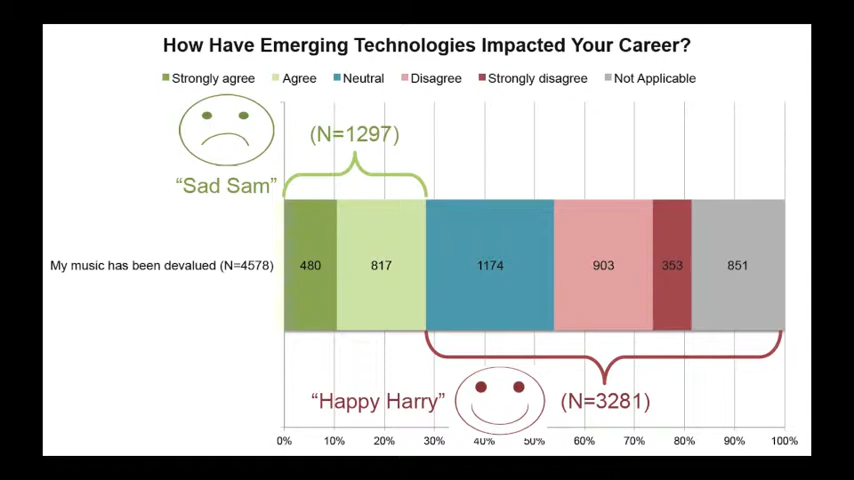 How Have Emerging Technologies Impacted Your Career?
Strongly agree Agree Neutral Disagree Strongly disagree Not Applicable
(N=1297)
“Sad Sam”
My music has been devalued (N=4578) 480 817 1174 903 353 851
“Happy Harry” (N=3281)
0% 10% 20% 30% 40% 50% 60% 70% 80% 90% 100%